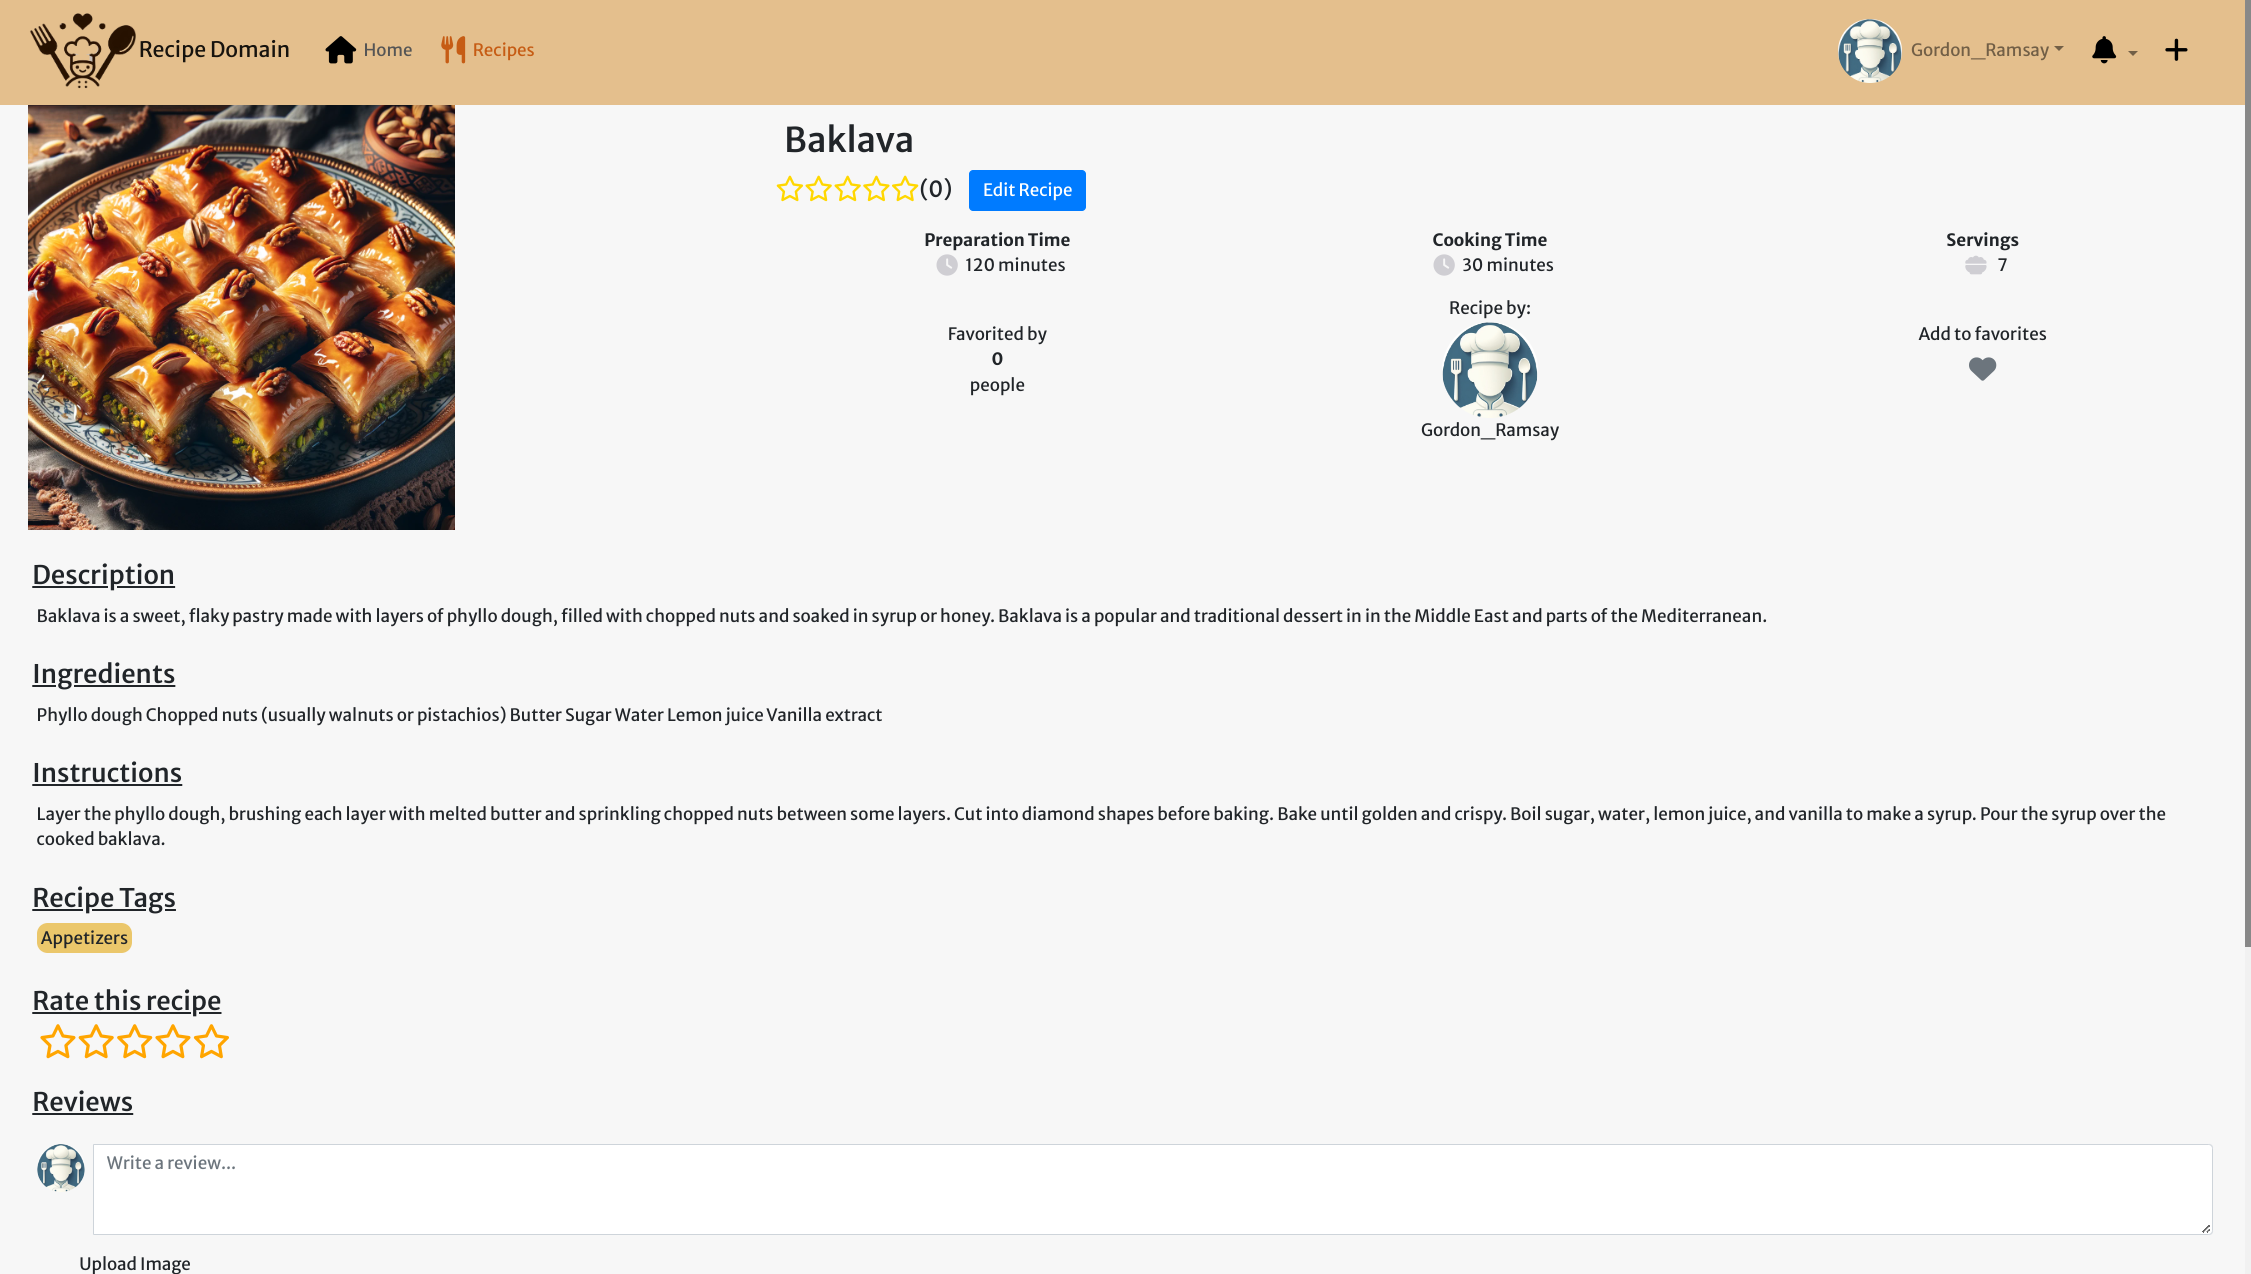 Recipe Domain
Home
Recipes
Gordon_Ramsay
Baklava
(0)
Edit Recipe
Preparation Time
120 minutes
Cooking Time
30 minutes
Servings
7
Favorited by
0
people
Recipe by:
Gordon_Ramsay
Add to favorites
Description
Baklava is a sweet, flaky pastry made with layers of phyllo dough, filled with chopped nuts and soaked in syrup or honey. Baklava is a popular and traditional dessert in in the Middle East and parts of the Mediterranean.
Ingredients
Phyllo dough Chopped nuts (usually walnuts or pistachios) Butter Sugar Water Lemon juice Vanilla extract
Instructions
Layer the phyllo dough, brushing each layer with melted butter and sprinkling chopped nuts between some layers. Cut into diamond shapes before baking. Bake until golden and crispy. Boil sugar, water, lemon juice, and vanilla to make a syrup. Pour the syrup over the
cooked baklava.
Recipe Tags
Appetizers
Rate this recipe
Reviews
Write a review...
Upload Image